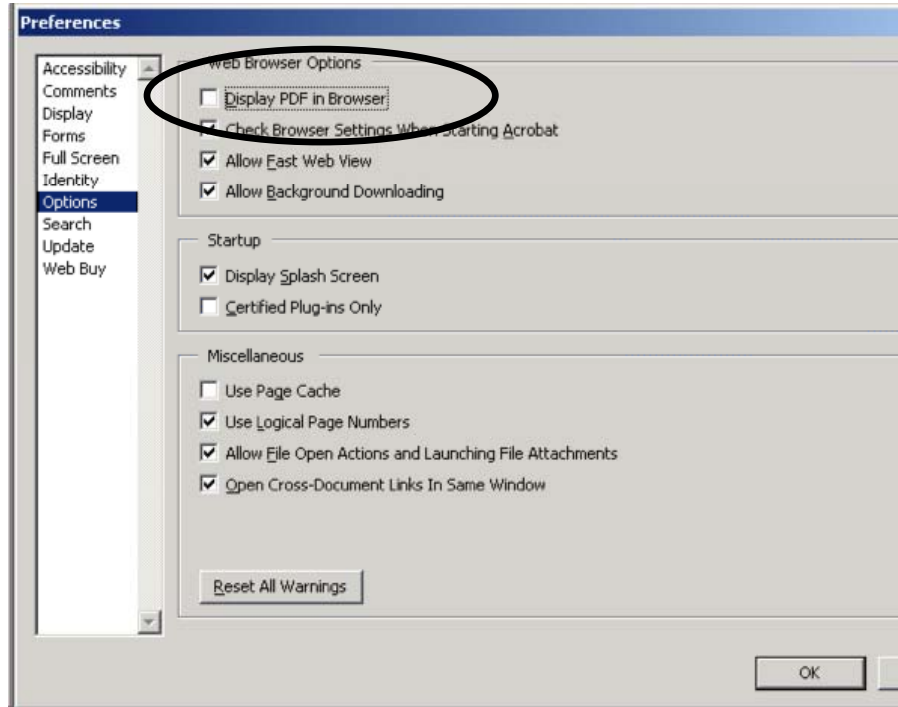 Preferences
Accessibility
Comments
Display
Forms
Full Screen
Identity
Options
Search
Update
Web Buy
Web Browser Options
Display PDF in Browser
Check Browser Settings When Starting Acrobat
Allow Fast Web View
Allow Background Downloading
Startup
Display Splash Screen
Certified Plug-ins Only
Miscellaneous
Use Page Cache
Use Logical Page Numbers
Allow File Open Actions and Launching File Attachments
Open Cross-Document Links In Same Window
Reset All Warnings
OK